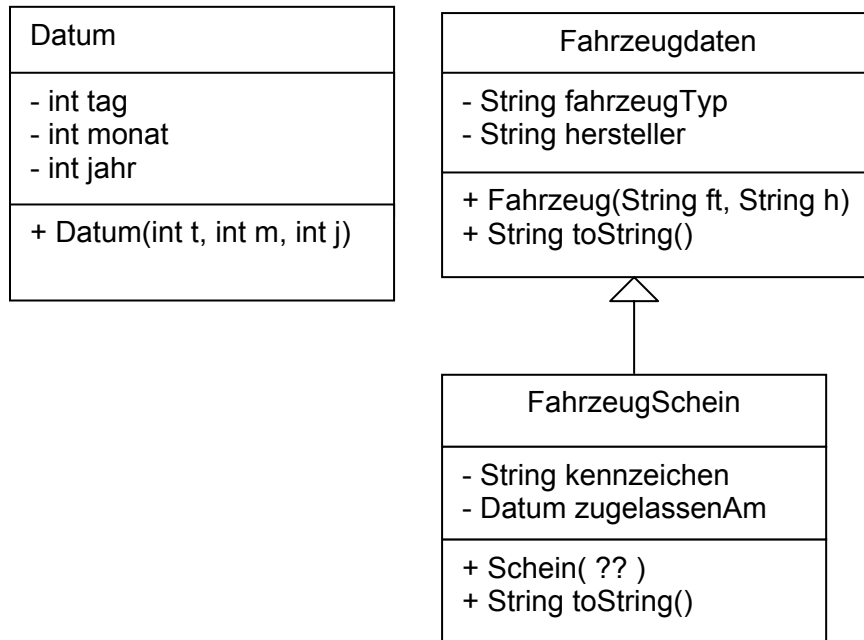 Datum
- int tag
- int monat
- int jahr
+ Datum(int t, int m, int j)
Fahrzeugdaten
- String fahrzeugTyp
- String hersteller
+ Fahrzeug(String ft, String h)
+ String toString()
FahrzeugSchein
- String kennzeichen
- Datum zugelassenAm
+ Schein( ?? )
+ String toString()